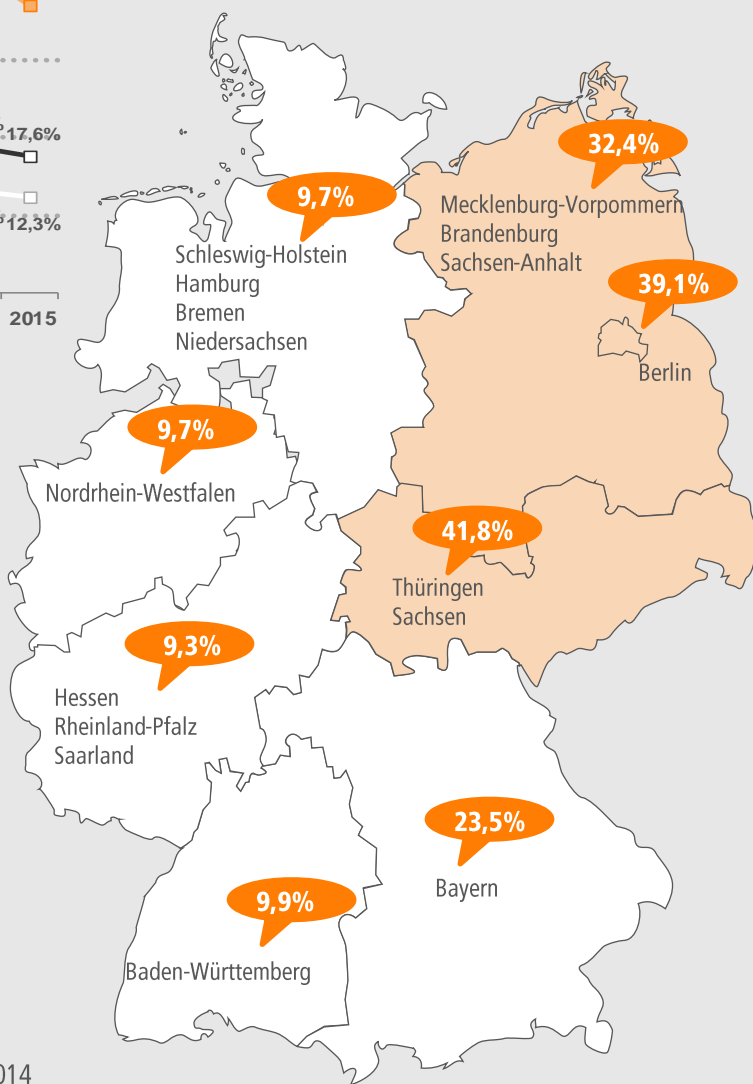 17,6%
12,3%
2015
32,4%
Mecklenburg-Vorpommern
Brandenburg
Sachsen-Anhalt
9,7%
Schleswig-Holstein
Hamburg
Bremen
Niedersachsen
39,1%
Berlin
9,7%
Nordrhein-Westfalen
41,8%
Thüringen
Sachsen
9,3%
Hessen
Rheinland-Pfalz
Saarland
23,5%
Bayern
9,9%
Baden-Württemberg